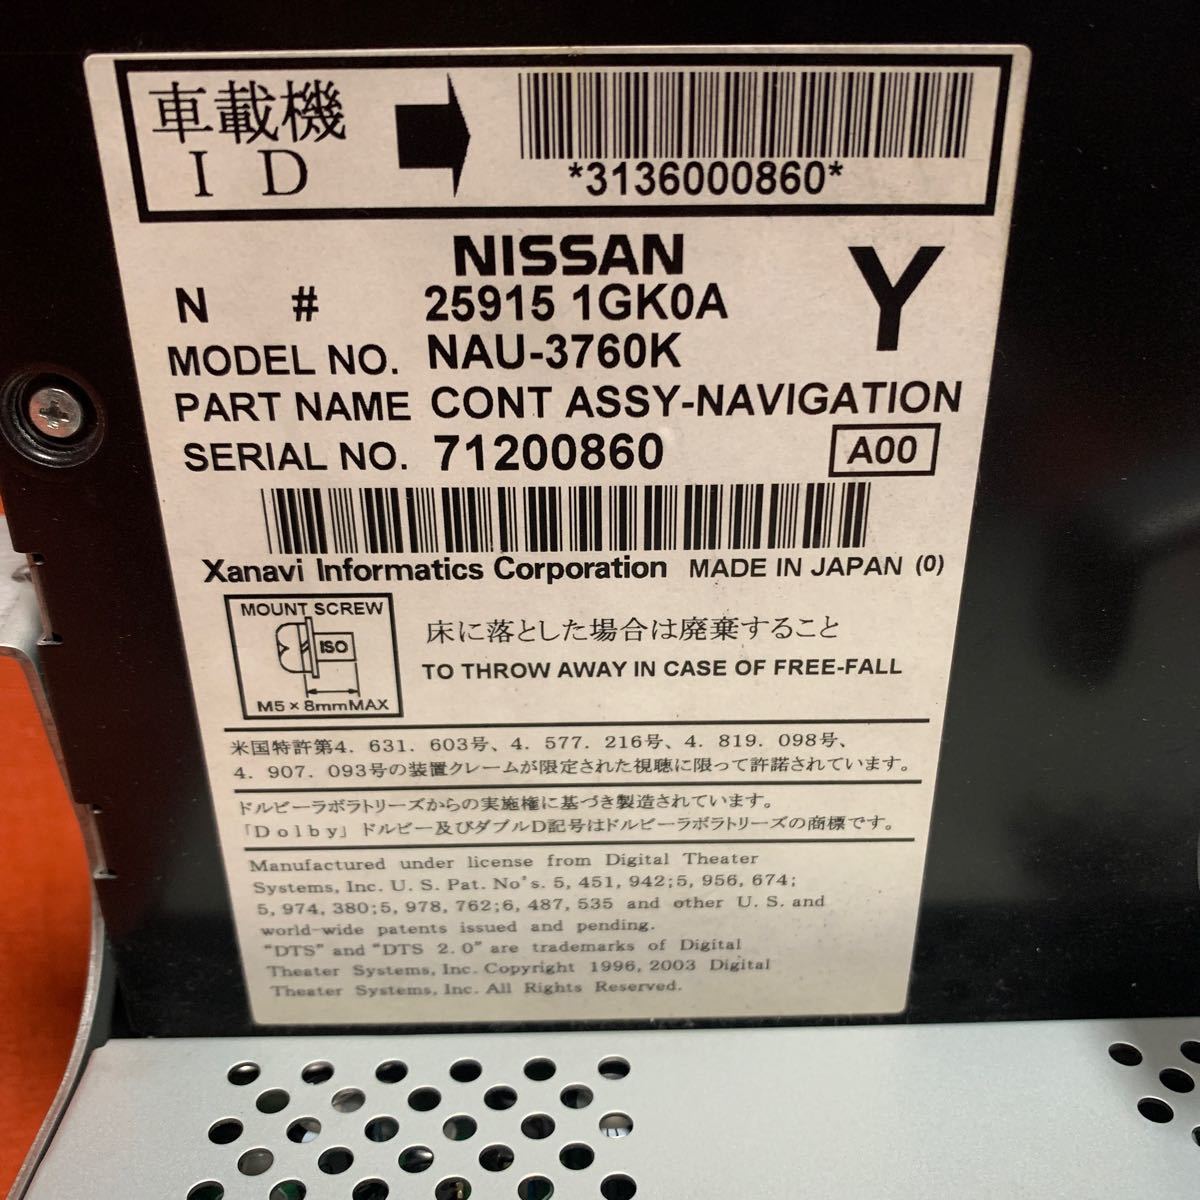 車載機
ID
*3136000860*
NISSAN
N # 25915 1GK0A
Y
MODEL NO. NAU-3760K
PART NAME CONT ASSY-NAVIGATION
SERIAL NO. 71200860
A00
Xanavi Informatics Corporation MADE IN JAPAN (0)
MOUNT SCREW
ISO
M5×8mmMAX
床に落とした場合は廃棄すること
TO THROW AWAY IN CASE OF FREE-FALL
米国特許第4. 631. 603号、4. 577. 216号、4. 819. 098号、
4. 907. 093号の装置クレームが限定された視聴に限って許諾されています。
ドルビーラボラトリーズからの実施権に基づき製造されています。
「Dolby」ドルビー及びダブルD記号はドルビーラボラトリーズの商標です。
Manufactured under license from Digital Theater
Systems, Inc. U. S. Pat. No's. 5, 451, 942;5, 956, 674;
5, 974, 380;5, 978, 762;6, 487, 535 and other U. S. and
world-wide patents issued and pending.
"DTS" and "DTS 2.0" are trademarks of Digital
Theater Systems, Inc. Copyright 1996, 2003 Digital
Theater Systems, Inc. All Rights Reserved.